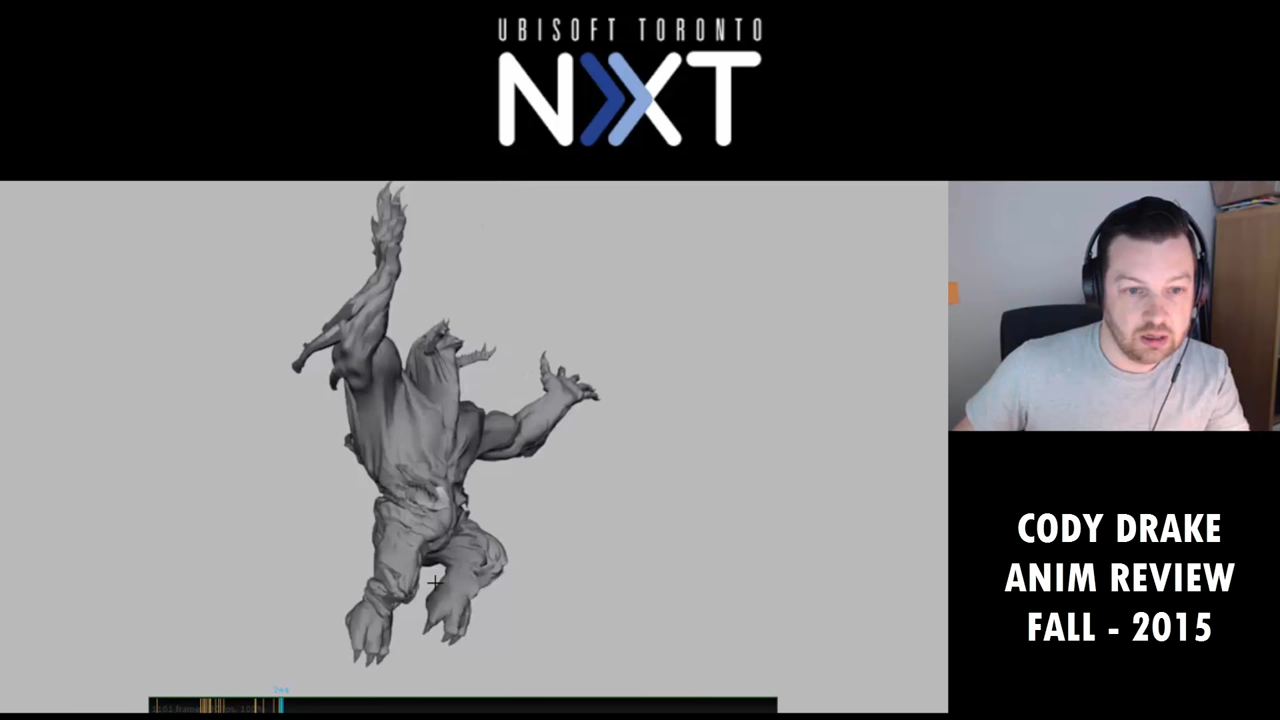 UBISOFT TORONTO
NXT
CODY DRAKE
ANIM REVIEW
FALL - 2015